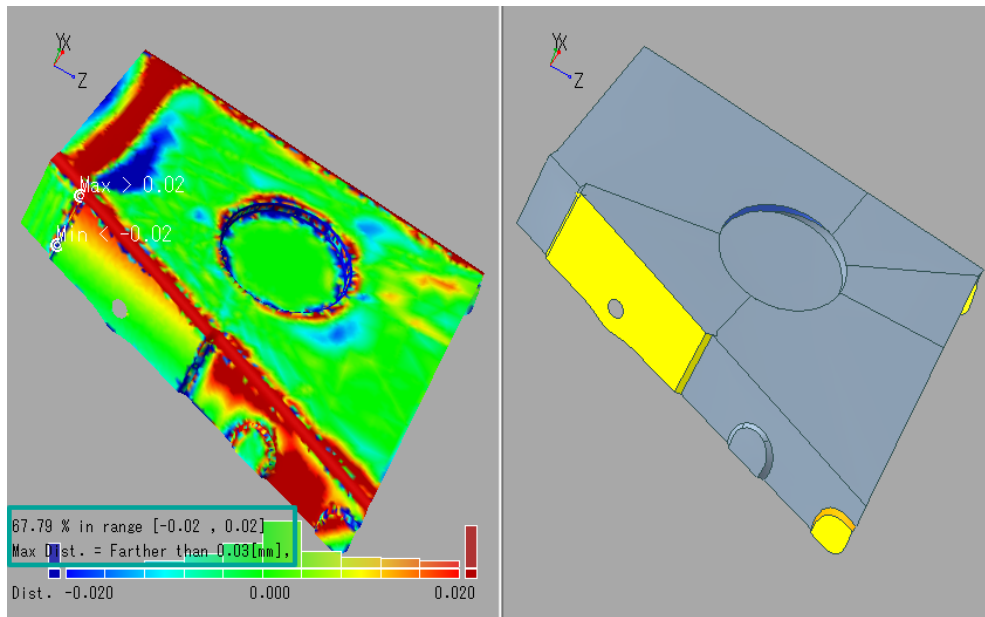 YX
Z
Max > 0.02
Min < -0.02
67.79 % in range [-0.02 , 0.02]
Max Dist. = Farther than 0.03[mm],
Dist. -0.020 0.000 0.020
YX
Z